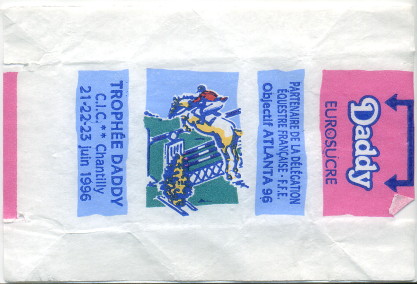 Daddy
EUROSUCRE
PARTENAIRE DE LA DÉLÉGATION
ÉQUESTRE FRANÇAISE - F.F.E.
Objectif ATLANTA 96
TROPHÉE DADDY
C.I.C. ** Chantilly
21-22-23 juin 1996